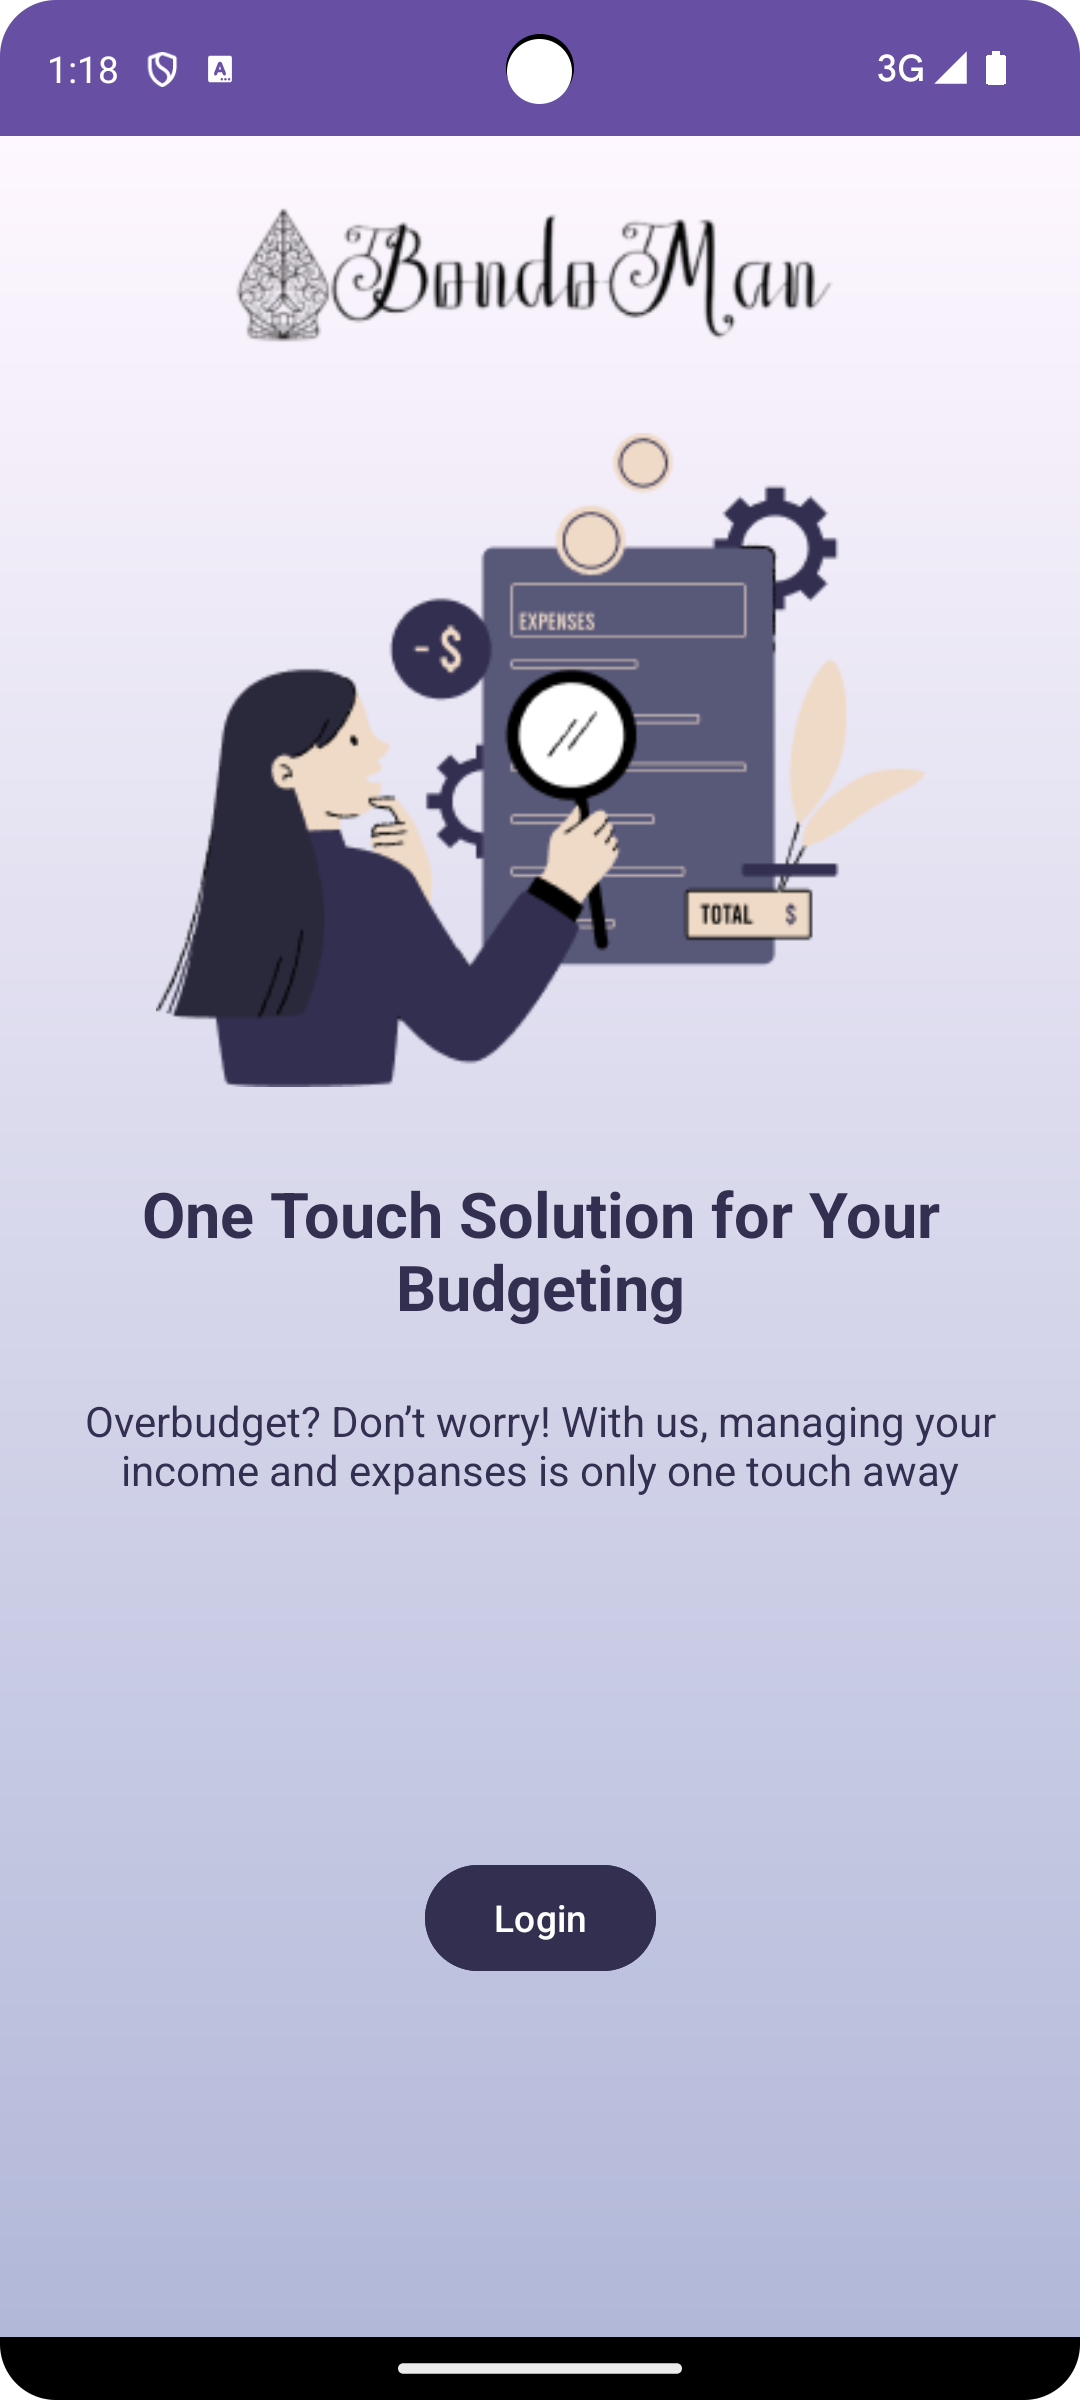 1:18
3G
BondoMan
EXPENSES
- $
TOTAL $
One Touch Solution for Your
Budgeting
Overbudget? Don’t worry! With us, managing your
income and expanses is only one touch away
Login